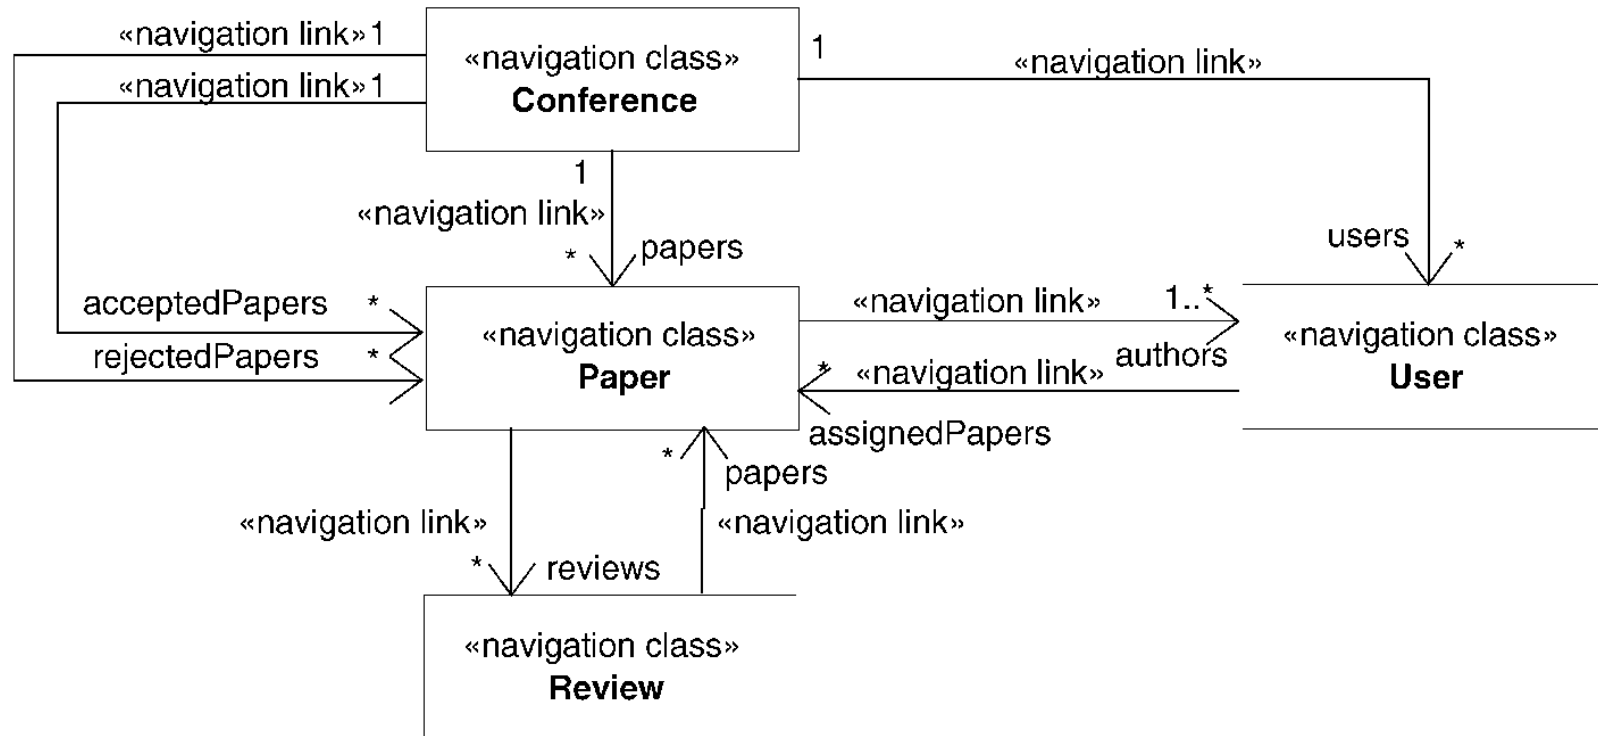 «navigation link» 1
«navigation link» 1
«navigation class»
Conference
1
«navigation link»
1
«navigation link»
* papers
users *
acceptedPapers *
rejectedPapers *
«navigation class»
Paper
«navigation link» 1..*
authors
* «navigation link»
assignedPapers
«navigation class»
User
* papers
«navigation link»
«navigation link»
* reviews
«navigation class»
Review